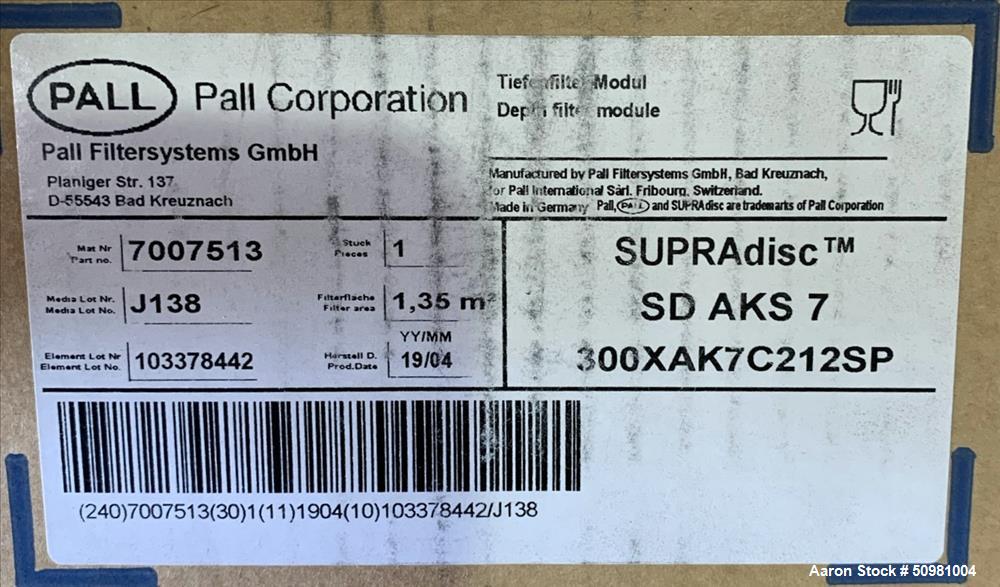 PALL Pall Corporation
Pall Filtersystems GmbH
Planiger Str. 137
D-55543 Bad Kreuznach
Tiefenfilter Modul
Depth filter module
Manufactured by Pall Filtersystems GmbH, Bad Kreuznach,
for Pall International Sàrl. Fribourg, Switzerland.
Made in Germany Pall, PALL and SUPRAdisc are trademarks of Pall Corporation
Mat Nr
Part no.
7007513
Stuck
Pieces
1
Media Lot Nr.
Media Lot No.
J138
Filterfläche
Filter area
1,35 m²
YY/MM
Element Lot Nr
Element Lot No.
103378442
Herstell D.
Prod.Date
19/04
SUPRAdisc™
SD AKS 7
300XAK7C212SP
(240)7007513(30)1(11)1904(10)103378442/J138
Aaron Stock # 50981004